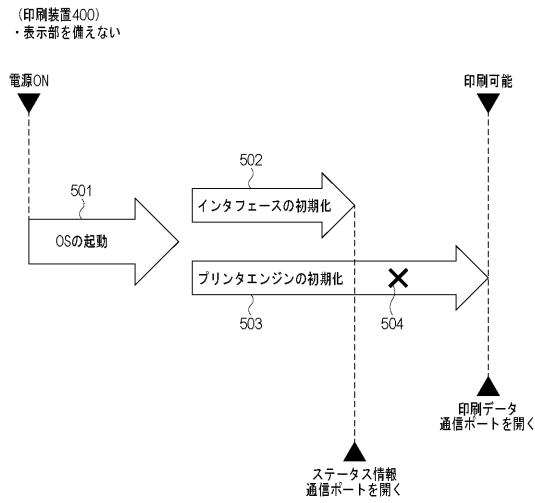 (印刷装置400)
・表示部を備えない
電源ON
印刷可能
502
501
インタフェースの初期化
OSの起動
プリンタエンジンの初期化
503
504
印刷データ
通信ポートを開く
ステータス情報
通信ポートを開く